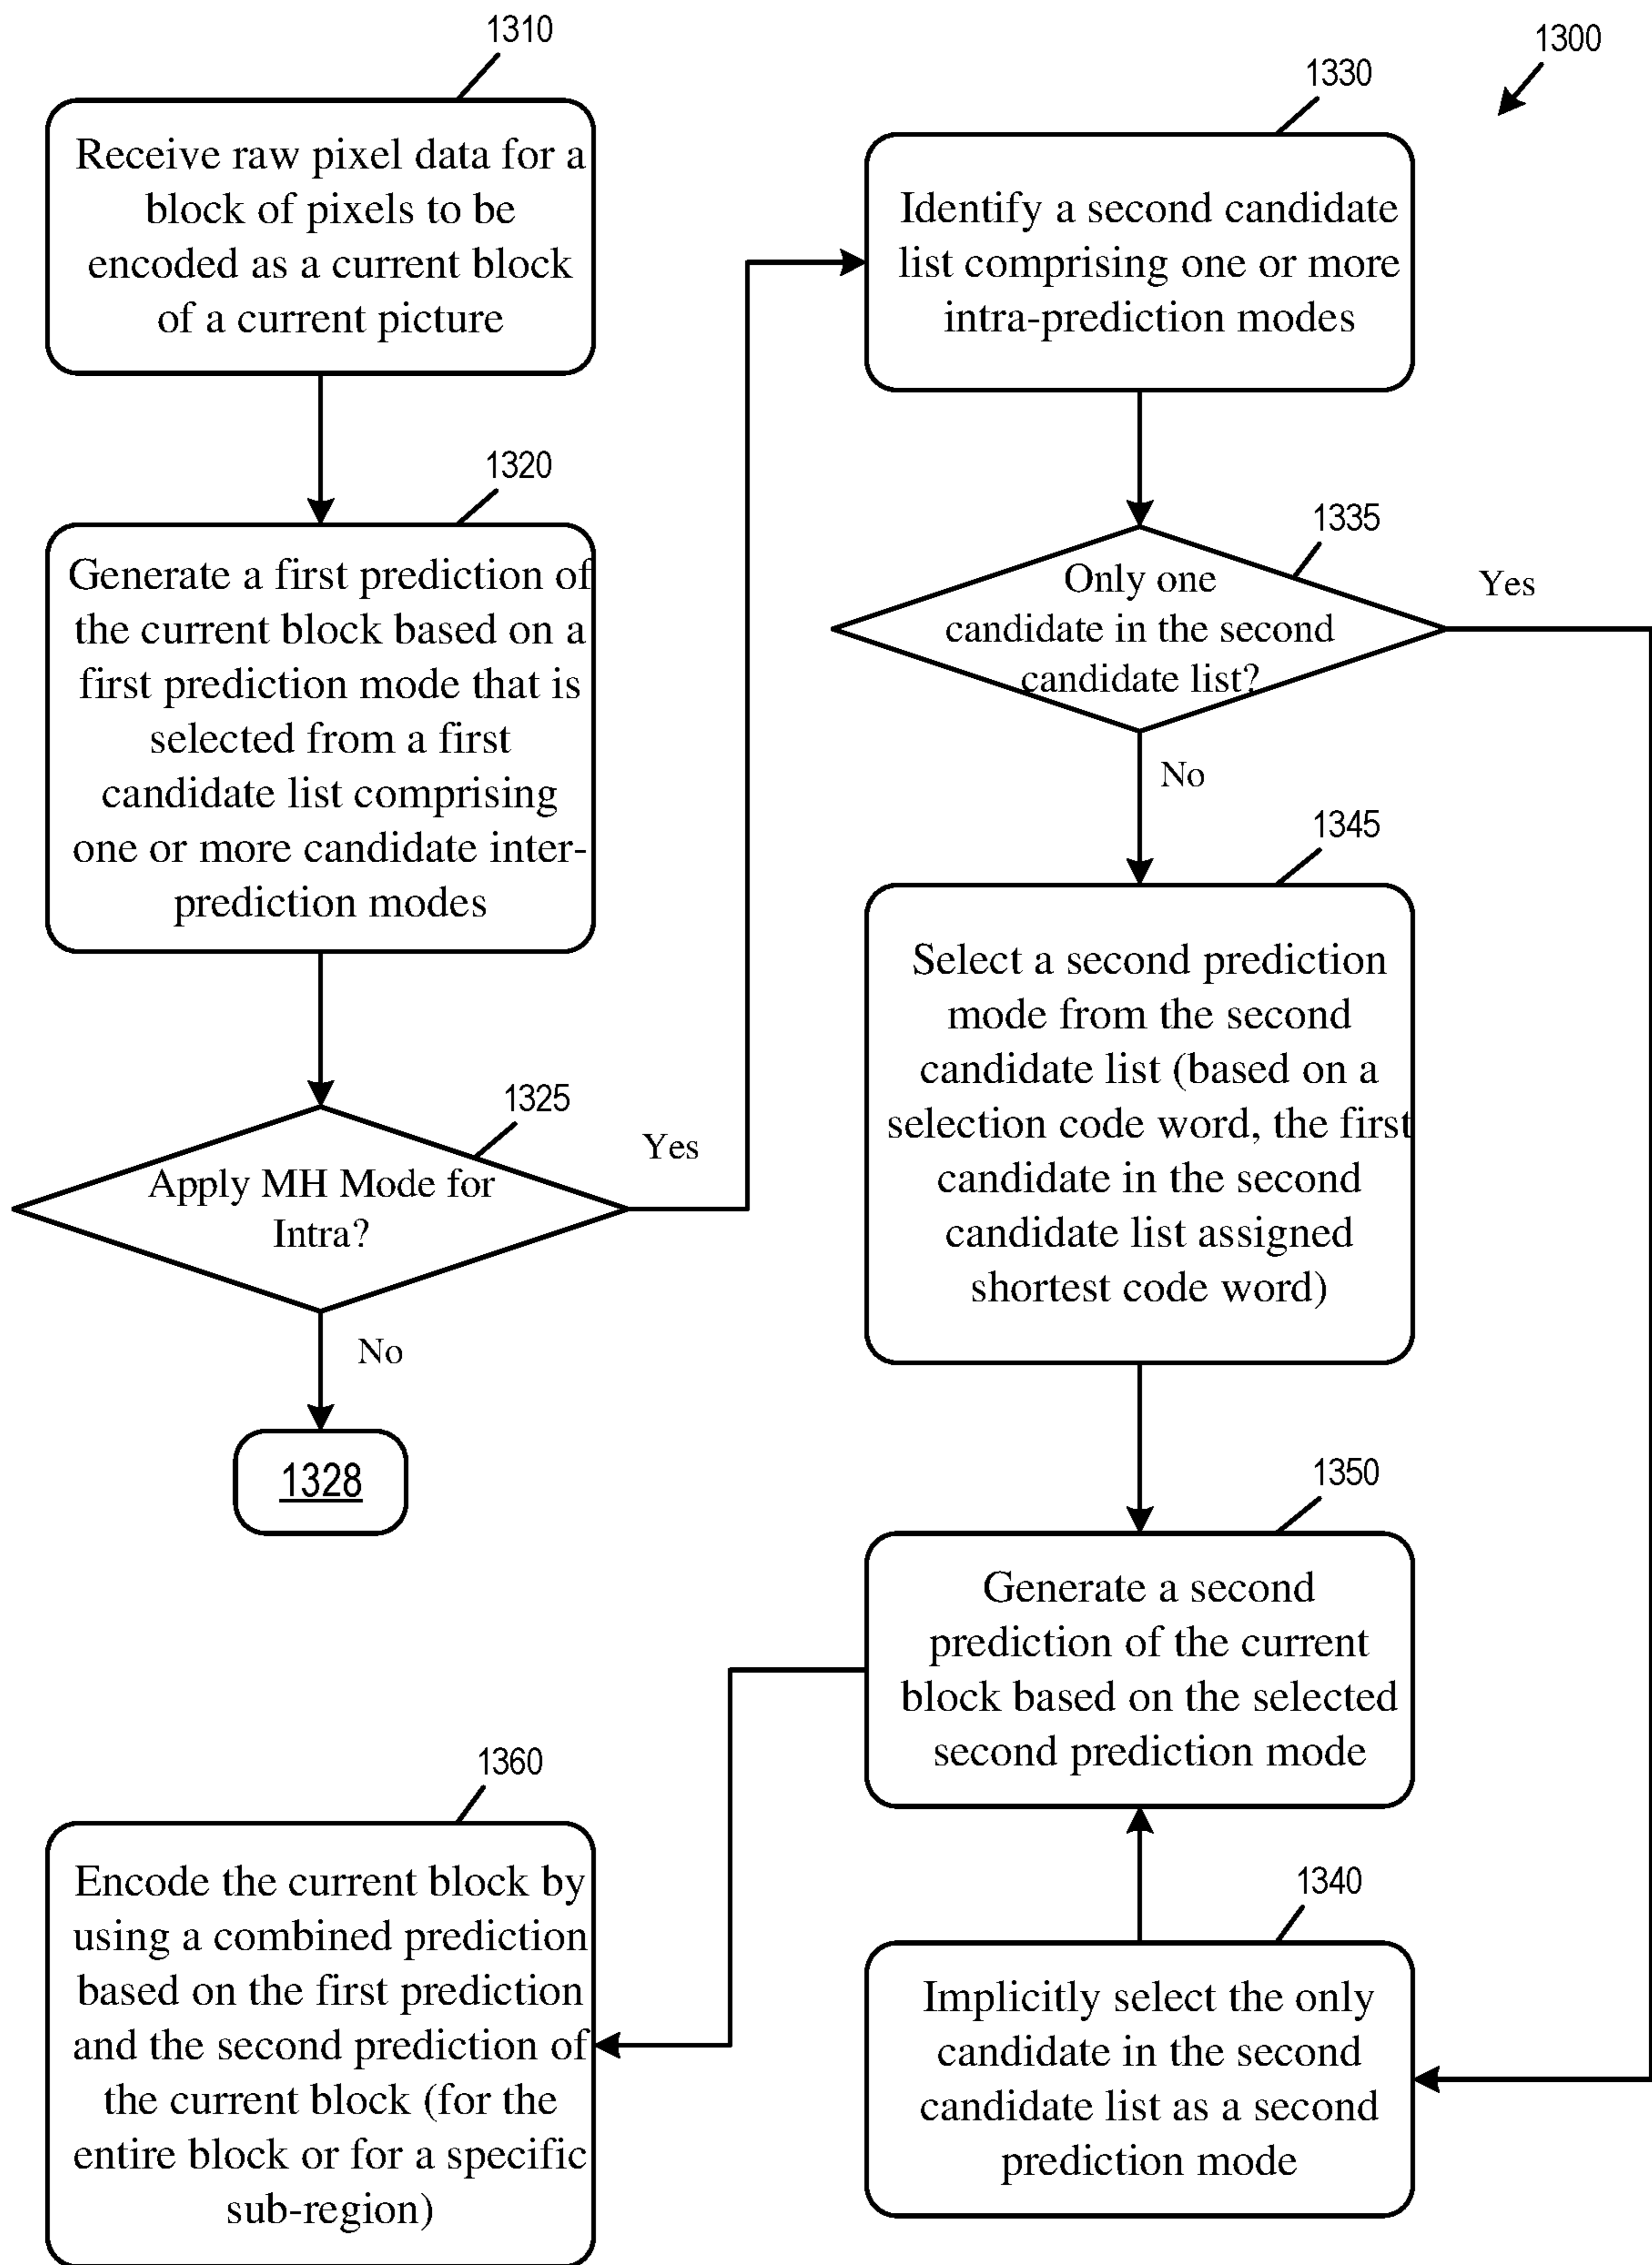 1300
1310
Receive raw pixel data for a
block of pixels to be
encoded as a current block
of a current picture
1320
Generate a first prediction of
the current block based on a
first prediction mode that is
selected from a first
candidate list comprising
one or more candidate inter-
prediction modes
1325
Apply MH Mode for
Intra?
Yes
No
1328
1330
Identify a second candidate
list comprising one or more
intra-prediction modes
1335
Only one
candidate in the second
candidate list?
Yes
No
1345
Select a second prediction
mode from the second
candidate list (based on a
selection code word, the first
candidate in the second
candidate list assigned
shortest code word)
1350
Generate a second
prediction of the current
block based on the selected
second prediction mode
1340
Implicitly select the only
candidate in the second
candidate list as a second
prediction mode
1360
Encode the current block by
using a combined prediction
based on the first prediction
and the second prediction of
the current block (for the
entire block or for a specific
sub-region)